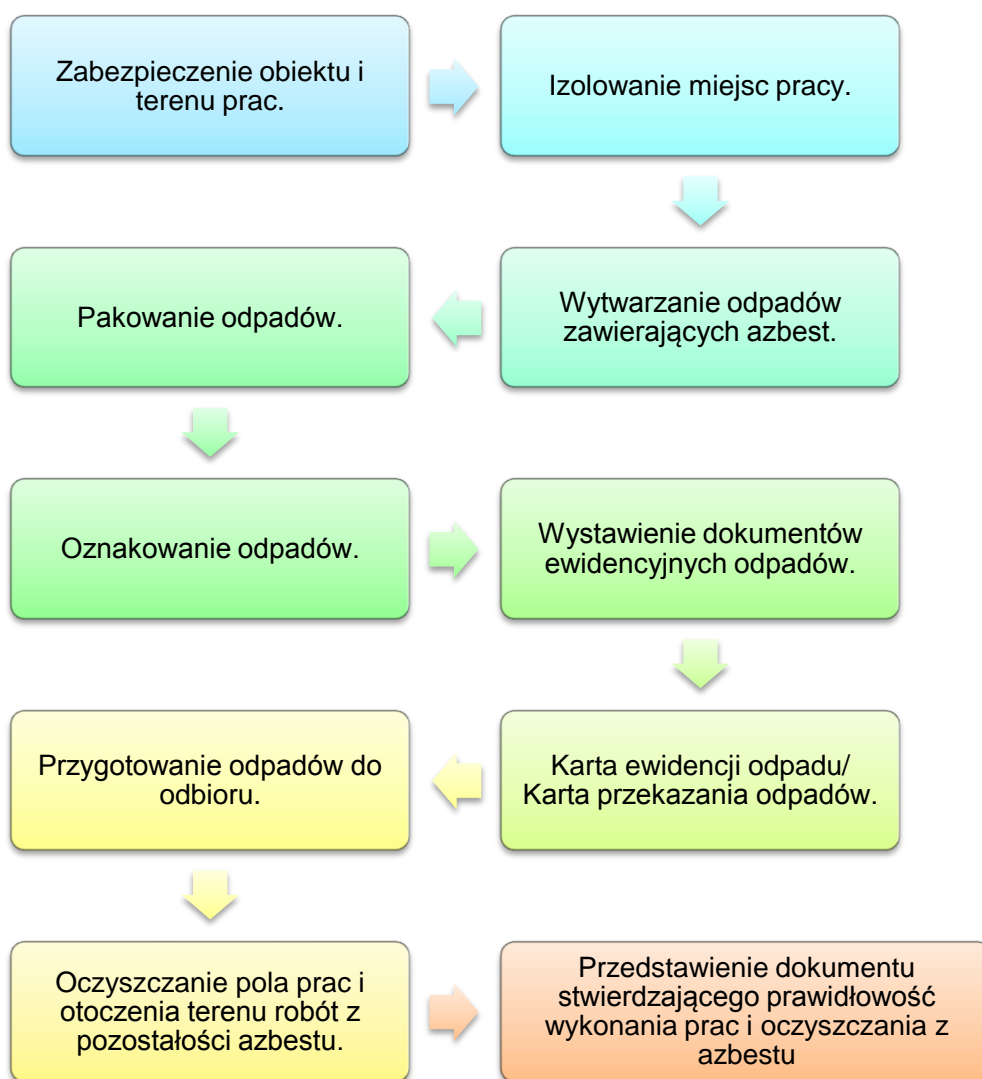 Zabezpieczenie obiektu i
terenu prac.
Izolowanie miejsc pracy.
Wytwarzanie odpadów
zawierających azbest.
Pakowanie odpadów.
Oznakowanie odpadów.
Wystawienie dokumentów
ewidencyjnych odpadów.
Karta ewidencji odpadu/
Karta przekazania odpadów.
Przygotowanie odpadów do
odbioru.
Oczyszczanie pola prac i
otoczenia terenu robót z
pozostałości azbestu.
Przedstawienie dokumentu
stwierdzającego prawidłowość
wykonania prac i oczyszczania z
azbestu